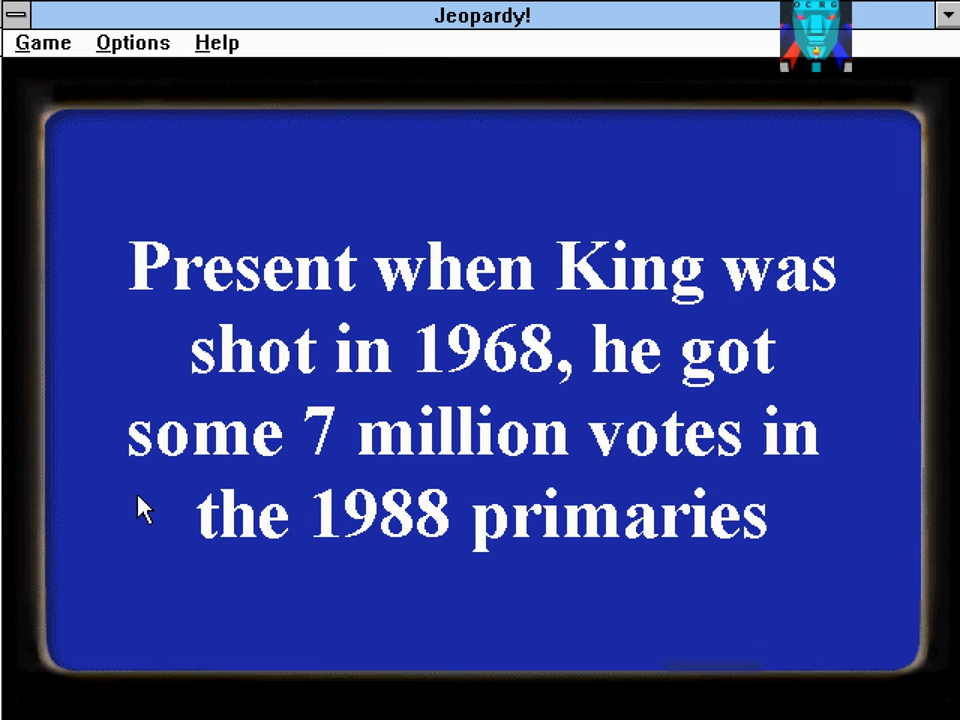 Jeopardy!
OCRG
Game Options Help
Present when King was
shot in 1968, he got
some 7 million votes in
the 1988 primaries